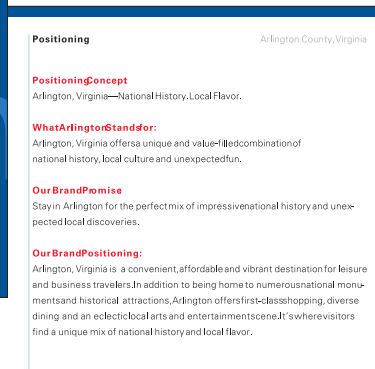 Positioning
Arlington County, Virginia
Positioning Concept
Arlington, Virginia—National History. Local Flavor.
What Arlington Stands for:
Arlington, Virginia offers a unique and value-filled combination of
national history, local culture and unexpected fun.
Our Brand Promise
Stay in Arlington for the perfect mix of impressive national history and unex-
pected local discoveries.
Our Brand Positioning:
Arlington, Virginia is a convenient, affordable and vibrant destination for leisure
and business travelers. In addition to being home to numerous national monu-
ments and historical attractions, Arlington offers first-class shopping, diverse
dining and an eclectic local arts and entertainment scene. It's where visitors
find a unique mix of national history and local flavor.